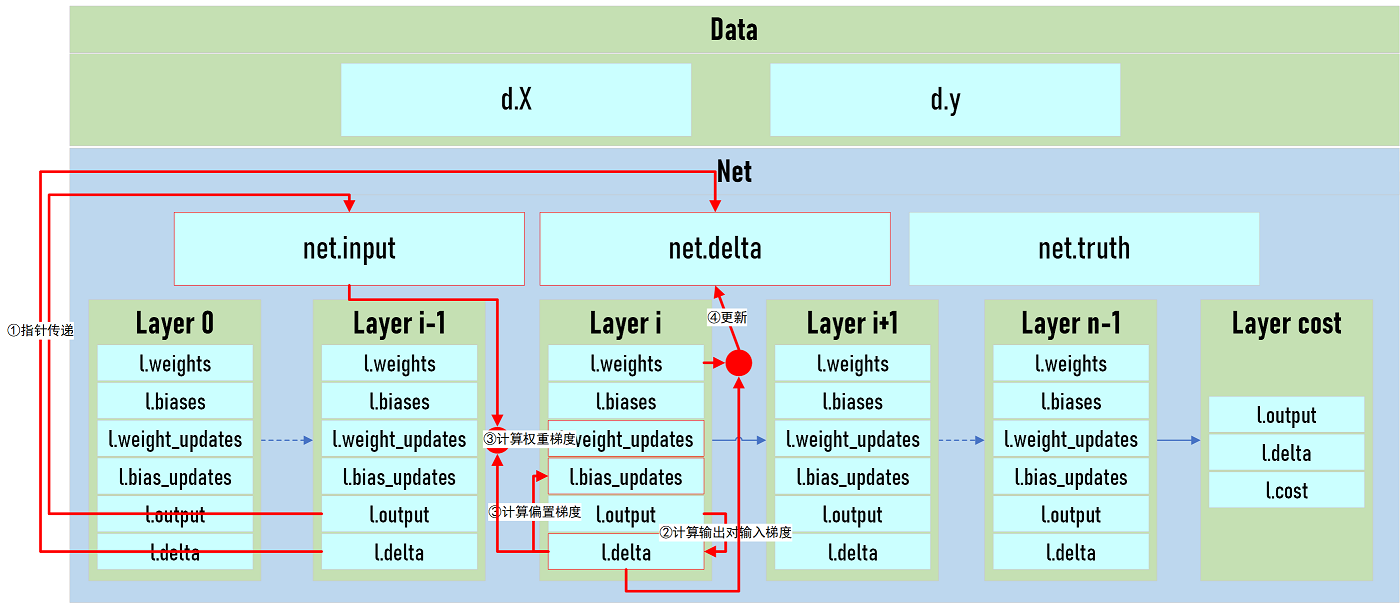 Data
d.X
d.y
Net
net.input
net.delta
net.truth
①指针传递
④更新
Layer 0
l.weights
l.biases
l.weight_updates
l.bias_updates
l.output
l.delta
Layer i-1
l.weights
l.biases
l.weight_updates
l.bias_updates
l.output
l.delta
③计算权重梯度
③计算偏置梯度
Layer i
l.weights
l.biases
weight_updates
l.bias_updates
l.output
l.delta
②计算输出对输入梯度
Layer i+1
l.weights
l.biases
l.weight_updates
l.bias_updates
l.output
l.delta
Layer n-1
l.weights
l.biases
l.weight_updates
l.bias_updates
l.output
l.delta
Layer cost
l.output
l.delta
l.cost